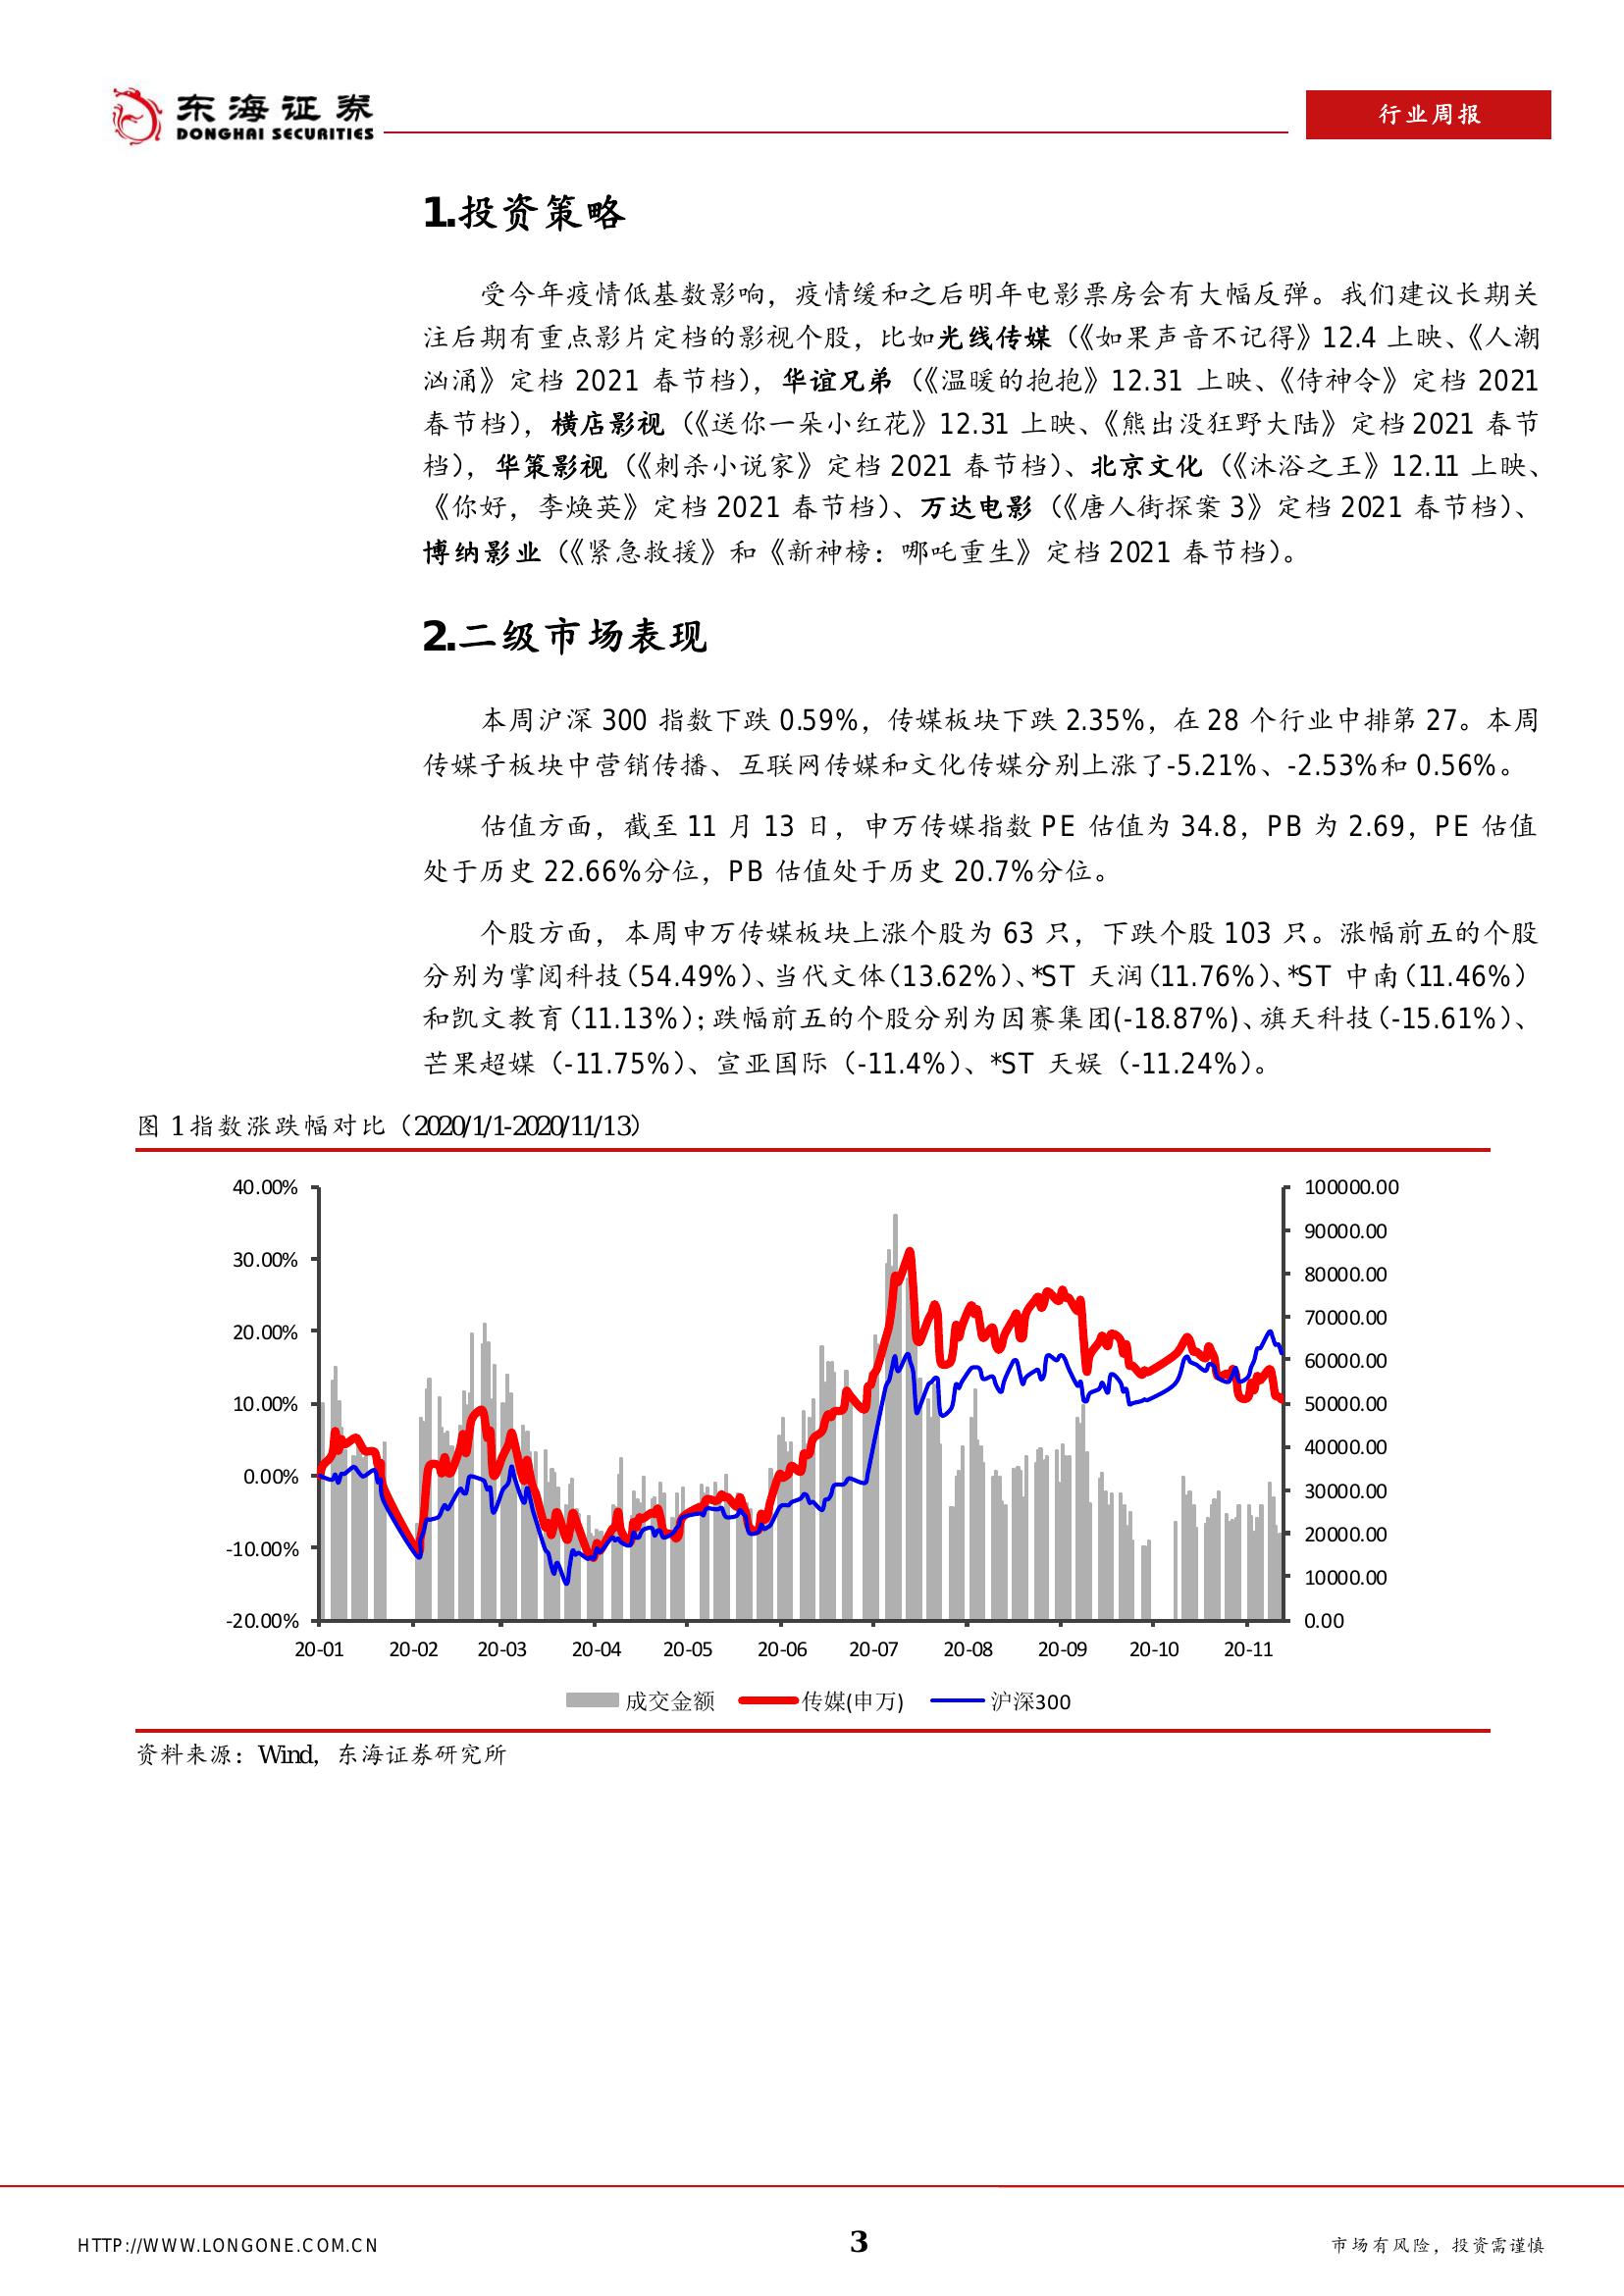 东海证券
DONGHAI SECURITIES
行业周报
1.投资策略
受今年疫情低基数影响，疫情缓和之后明年电影票房会有大幅反弹。我们建议长期关
注后期有重点影片定档的影视个股，比如光线传媒（《如果声音不记得》12.4 上映、《人潮
汹涌》定档 2021 春节档），华谊兄弟（《温暖的抱抱》12.31 上映、《侍神令》定档 2021
春节档），横店影视（《送你一朵小红花》12.31 上映、《熊出没狂野大陆》定档 2021 春节
档），华策影视（《刺杀小说家》定档 2021 春节档）、北京文化（《沐浴之王》12.11 上映、
《你好，李焕英》定档 2021 春节档）、万达电影（《唐人街探案 3》定档 2021 春节档）、
博纳影业（《紧急救援》和《新神榜：哪吒重生》定档 2021 春节档）。
2.二级市场表现
本周沪深 300 指数下跌 0.59%，传媒板块下跌 2.35%，在 28 个行业中排第 27。本周
传媒子板块中营销传播、互联网传媒和文化传媒分别上涨了-5.21%、-2.53%和 0.56%。
估值方面，截至 11 月 13 日，申万传媒指数 PE 估值为 34.8，PB 为 2.69，PE 估值
处于历史 22.66%分位，PB 估值处于历史 20.7%分位。
个股方面，本周申万传媒板块上涨个股为 63 只，下跌个股 103 只。涨幅前五的个股
分别为掌阅科技（54.49%）、当代文体（13.62%）、*ST 天润（11.76%）、*ST 中南（11.46%）
和凯文教育（11.13%）；跌幅前五的个股分别为因赛集团(-18.87%)、旗天科技（-15.61%）、
芒果超媒（-11.75%）、宣亚国际（-11.4%）、*ST 天娱（-11.24%）。
图 1 指数涨跌幅对比（2020/1/1-2020/11/13）
40.00%
30.00%
20.00%
10.00%
0.00%
-10.00%
-20.00%
100000.00
90000.00
80000.00
70000.00
60000.00
50000.00
40000.00
30000.00
20000.00
10000.00
0.00
20-01 20-02 20-03 20-04 20-05 20-06 20-07 20-08 20-09 20-10 20-11
成交金额 传媒(申万) 沪深300
资料来源：Wind，东海证券研究所
HTTP://WWW.LONGONE.COM.CN
3
市场有风险，投资需谨慎